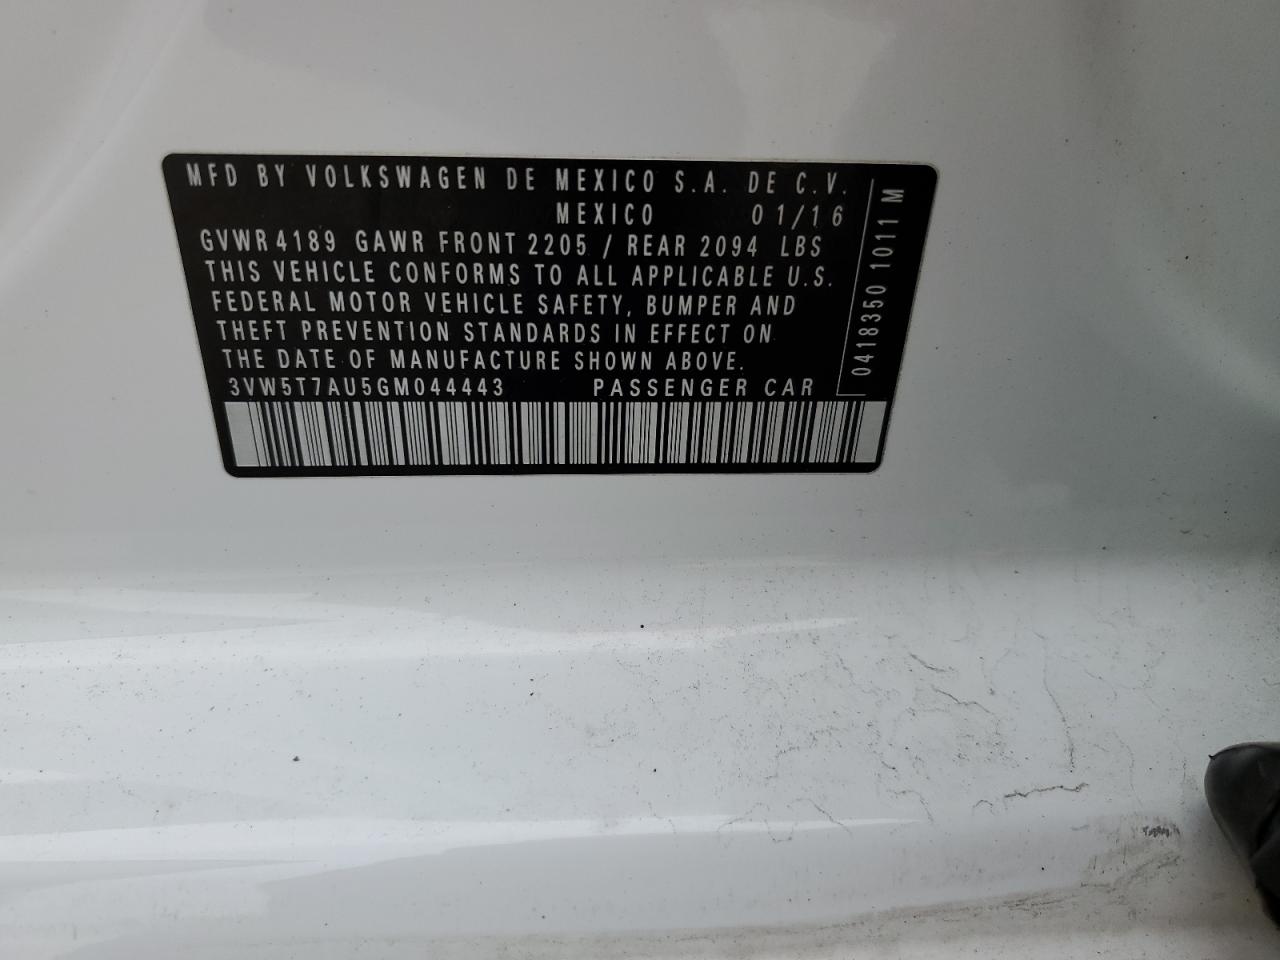 MFD BY VOLKSWAGEN DE MEXICO S.A. DE C.V.
MEXICO 01/16
GVWR 4189 GAWR FRONT 2205 / REAR 2094 LBS
THIS VEHICLE CONFORMS TO ALL APPLICABLE U.S.
FEDERAL MOTOR VEHICLE SAFETY, BUMPER AND
THEFT PREVENTION STANDARDS IN EFFECT ON
THE DATE OF MANUFACTURE SHOWN ABOVE.
3VW5T7AU5GM044443 PASSENGER CAR
0418350 1011 M